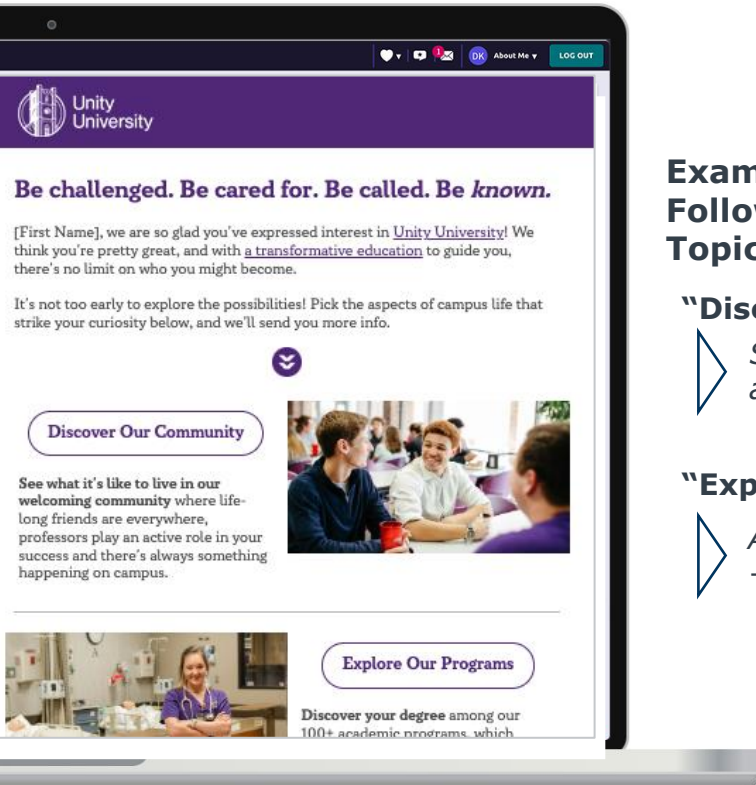 1
DK About Me LOG OUT
Unity
University
Be challenged. Be cared for. Be called. Be known.
[First Name], we are so glad you've expressed interest in Unity University! We
think you're pretty great, and with a transformative education to guide you,
there's no limit on who you might become.
It's not too early to explore the possibilities! Pick the aspects of campus life that
strike your curiosity below, and we'll send you more info.
Discover Our Community
See what it's like to live in our
welcoming community where life-
long friends are everywhere,
professors play an active role in your
success and there's always something
happening on campus.
Explore Our Programs
Discover your degree among our
100+ academic programs, which
Exam
Follo
Topic
"Disc
S
a
"Exp
A